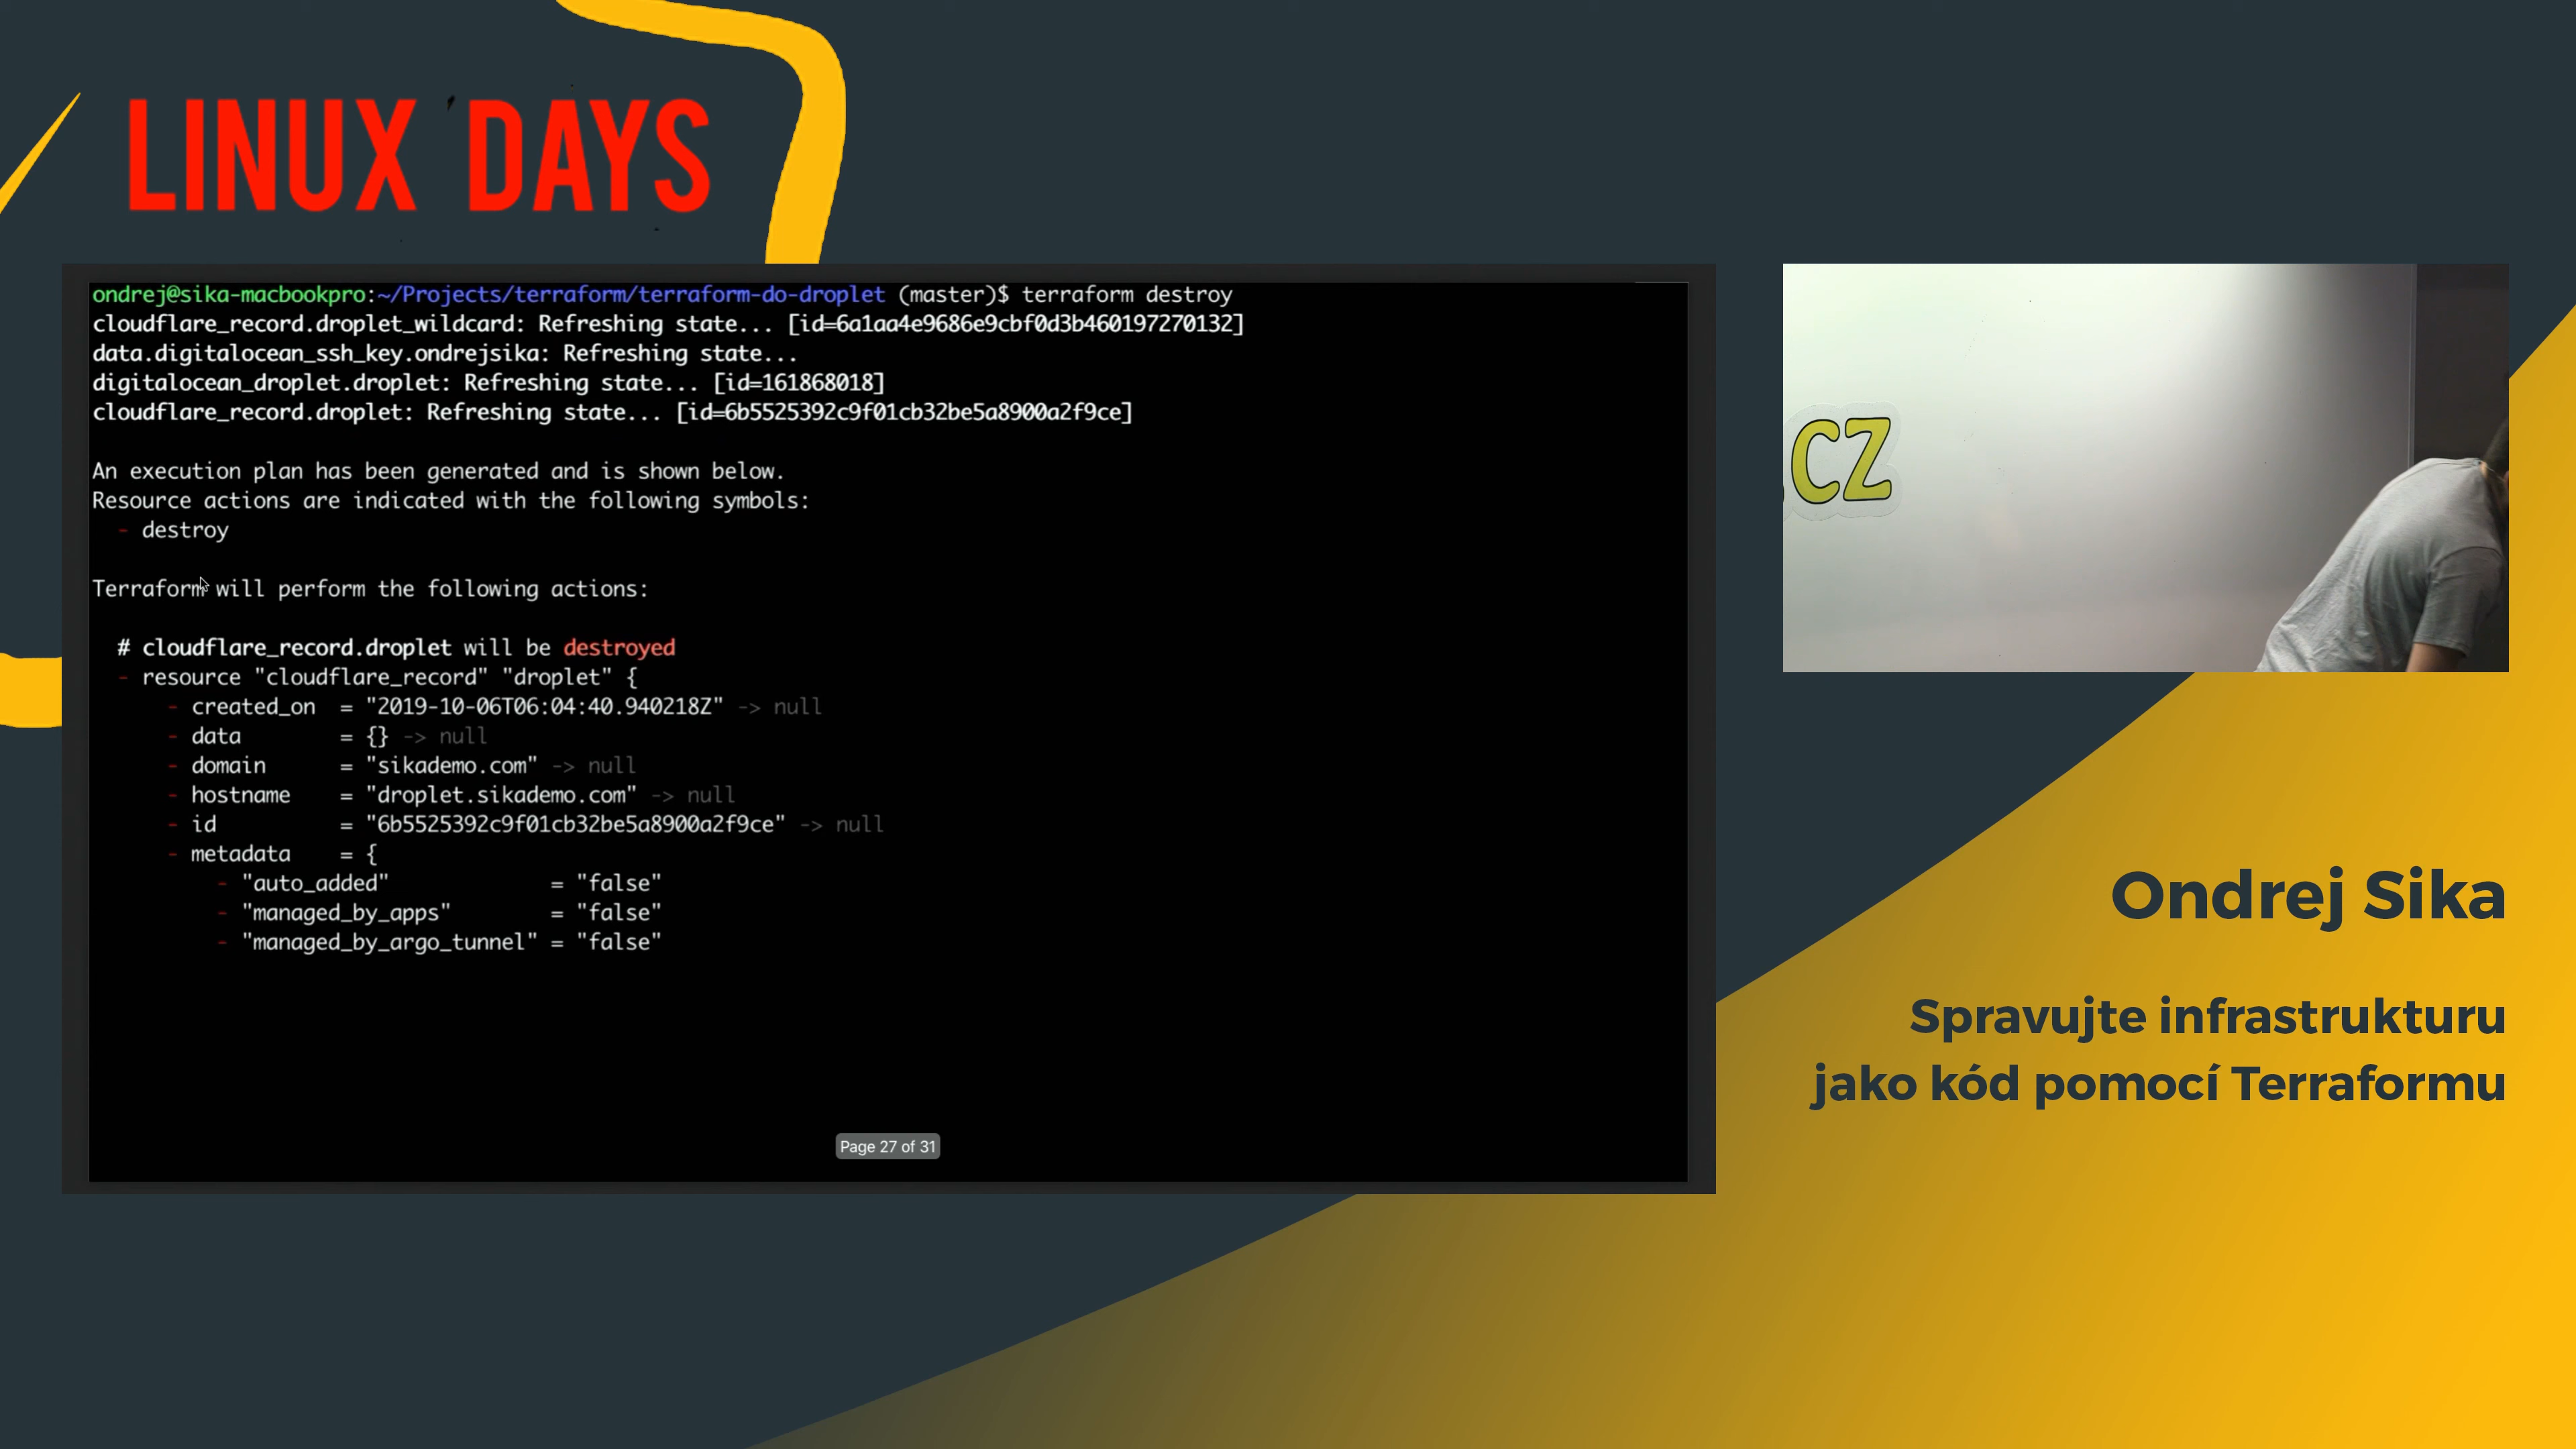 LINUX DAYS
ondrej@sika-macbookpro:~/Projects/terraform/terraform-do-droplet (master)$ terraform destroy
cloudflare_record.droplet_wildcard: Refreshing state... [id=6a1aa4e9686e9cbf0d3b460197270132]
data.digitalocean_ssh_key.ondrejsika: Refreshing state...
digitalocean_droplet.droplet: Refreshing state... [id=161868018]
cloudflare_record.droplet: Refreshing state... [id=6b5525392c9f01cb32be5a8900a2f9ce]
An execution plan has been generated and is shown below.
Resource actions are indicated with the following symbols:
- destroy
Terraform will perform the following actions:
# cloudflare_record.droplet will be destroyed
- resource "cloudflare_record" "droplet" {
- created_on = "2019-10-06T06:04:40.940218Z" -> null
- data = {} -> null
- domain = "sikademo.com" -> null
- hostname = "droplet.sikademo.com" -> null
- id = "6b5525392c9f01cb32be5a8900a2f9ce" -> null
- metadata = {
- "auto_added" = "false"
- "managed_by_apps" = "false"
- "managed_by_argo_tunnel" = "false"
Page 27 of 31
CZ
Ondrej Sika
Spravujte infrastrukturu
jako kód pomocí Terraformu